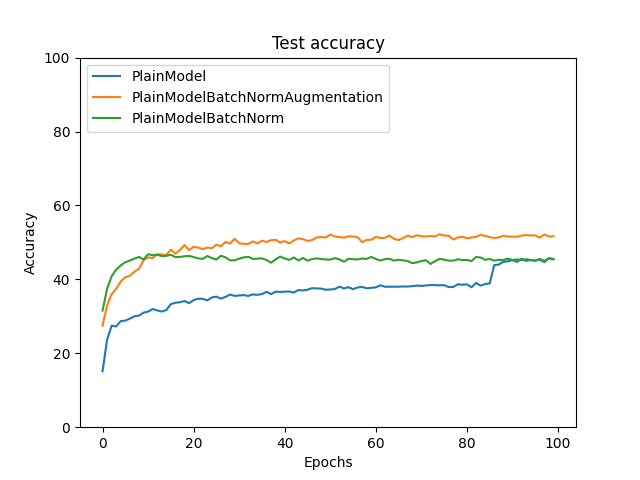 Test accuracy
100
80
60
40
20
0
Accuracy
PlainModel
PlainModelBatchNormAugmentation
PlainModelBatchNorm
0 20 40 60 80 100
Epochs